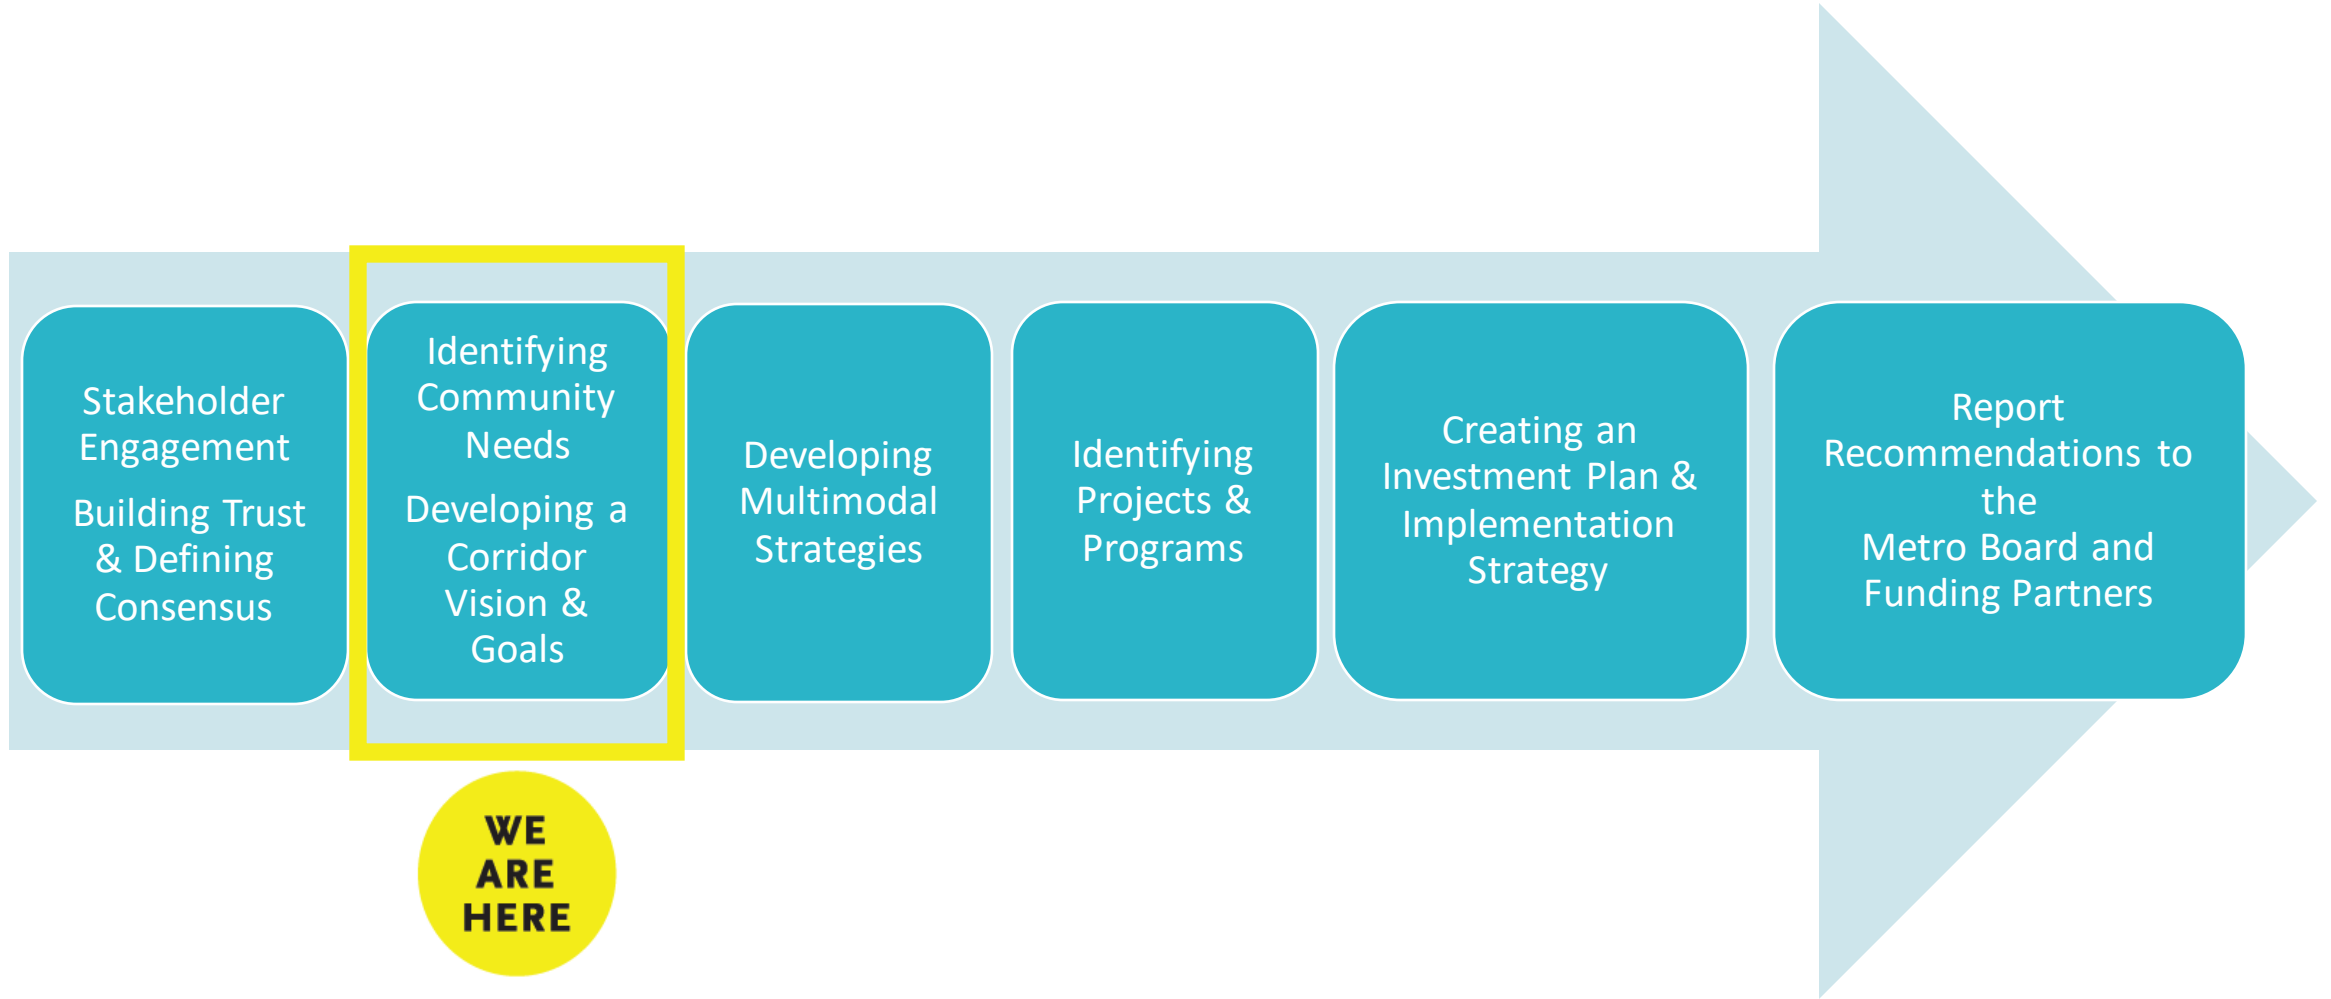 Stakeholder
Engagement
Building Trust
& Defining
Consensus
Identifying
Community
Needs
Developing a
Corridor
Vision &
Goals
Developing
Multimodal
Strategies
Identifying
Projects &
Programs
Creating an
Investment Plan &
Implementation
Strategy
Report
Recommendations to
the
Metro Board and
Funding Partners
WE
ARE
HERE